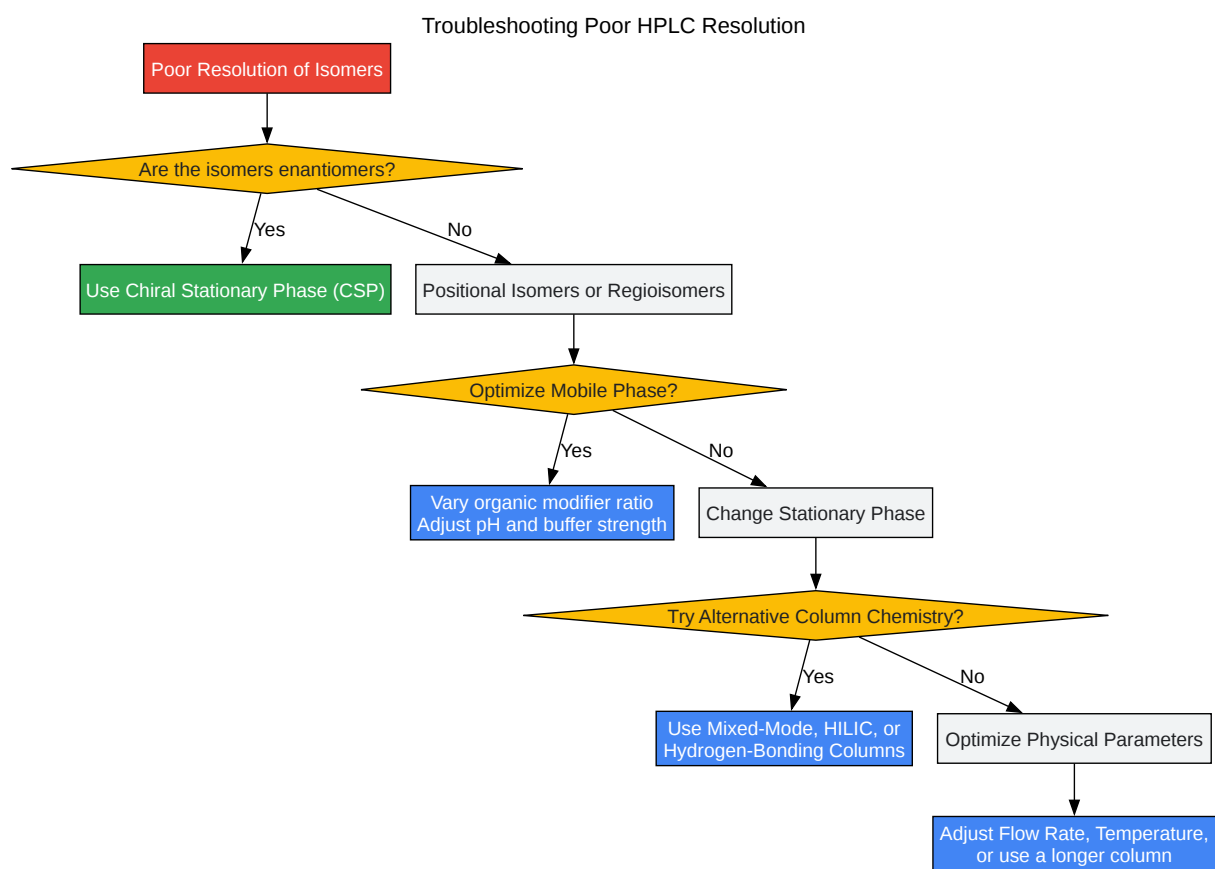 Troubleshooting Poor HPLC Resolution
Poor Resolution of Isomers
Are the isomers enantiomers?
Yes
No
Use Chiral Stationary Phase (CSP)
Positional Isomers or Regioisomers
Optimize Mobile Phase?
Yes
No
Vary organic modifier ratio
Adjust pH and buffer strength
Change Stationary Phase
Try Alternative Column Chemistry?
Yes
No
Use Mixed-Mode, HILIC, or
Hydrogen-Bonding Columns
Optimize Physical Parameters
Adjust Flow Rate, Temperature,
or use a longer column